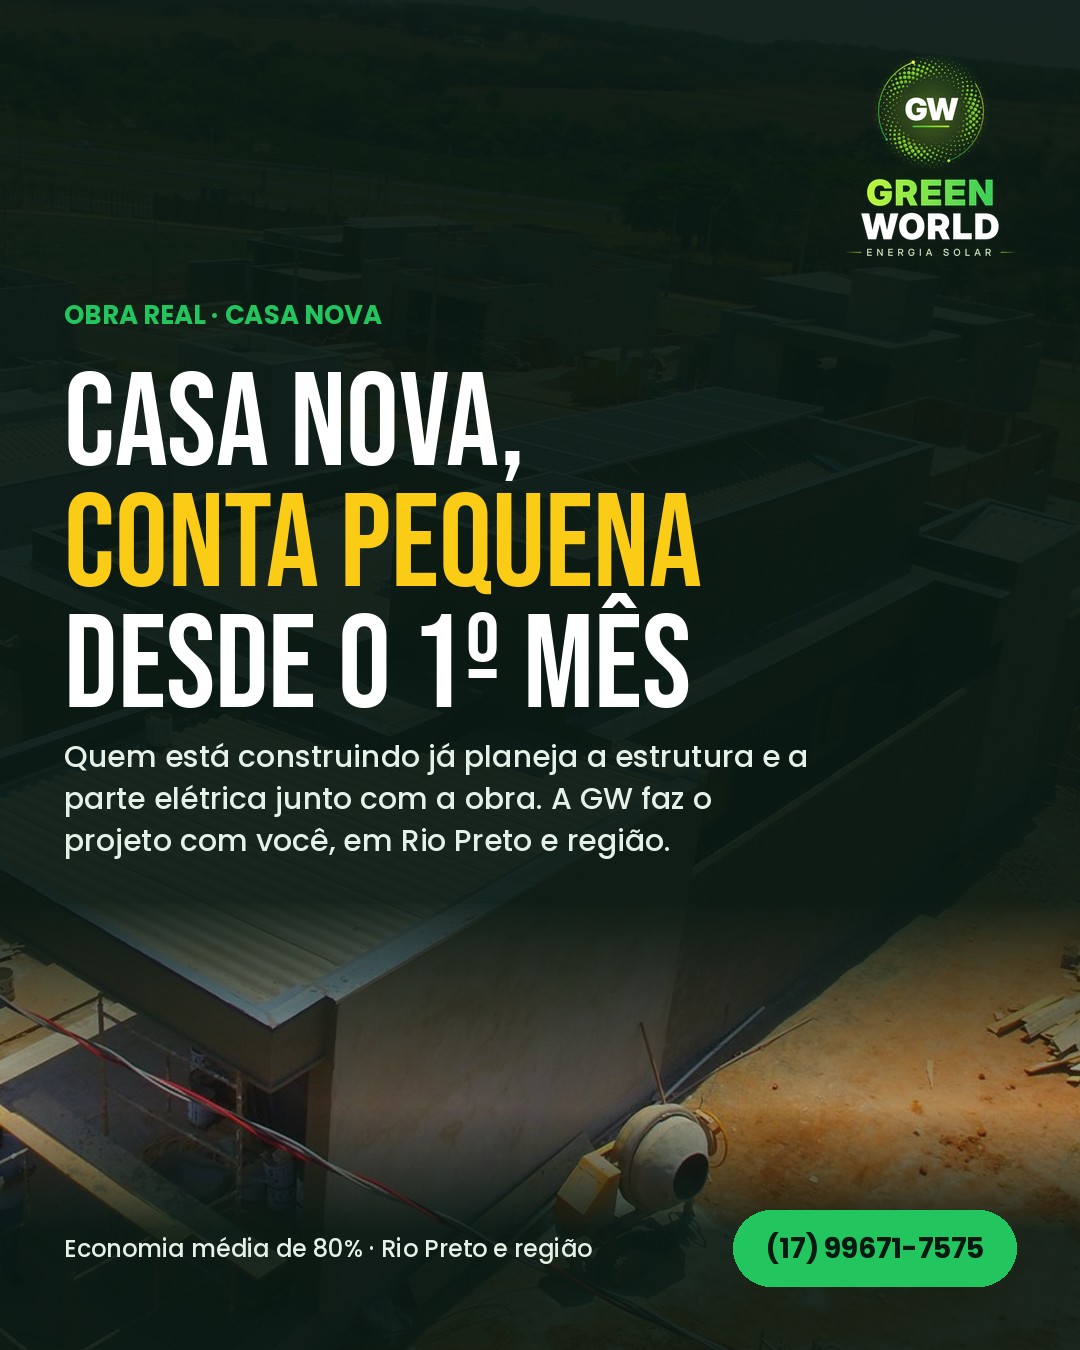 GW
GREEN
WORLD
ENERGIA SOLAR
OBRA REAL · CASA NOVA
CASA NOVA,
CONTA PEQUENA
DESDE O 1º MÊS
Quem está construindo já planeja a estrutura e a
parte elétrica junto com a obra. A GW faz o
projeto com você, em Rio Preto e região.
Economia média de 80% · Rio Preto e região
(17) 99671-7575